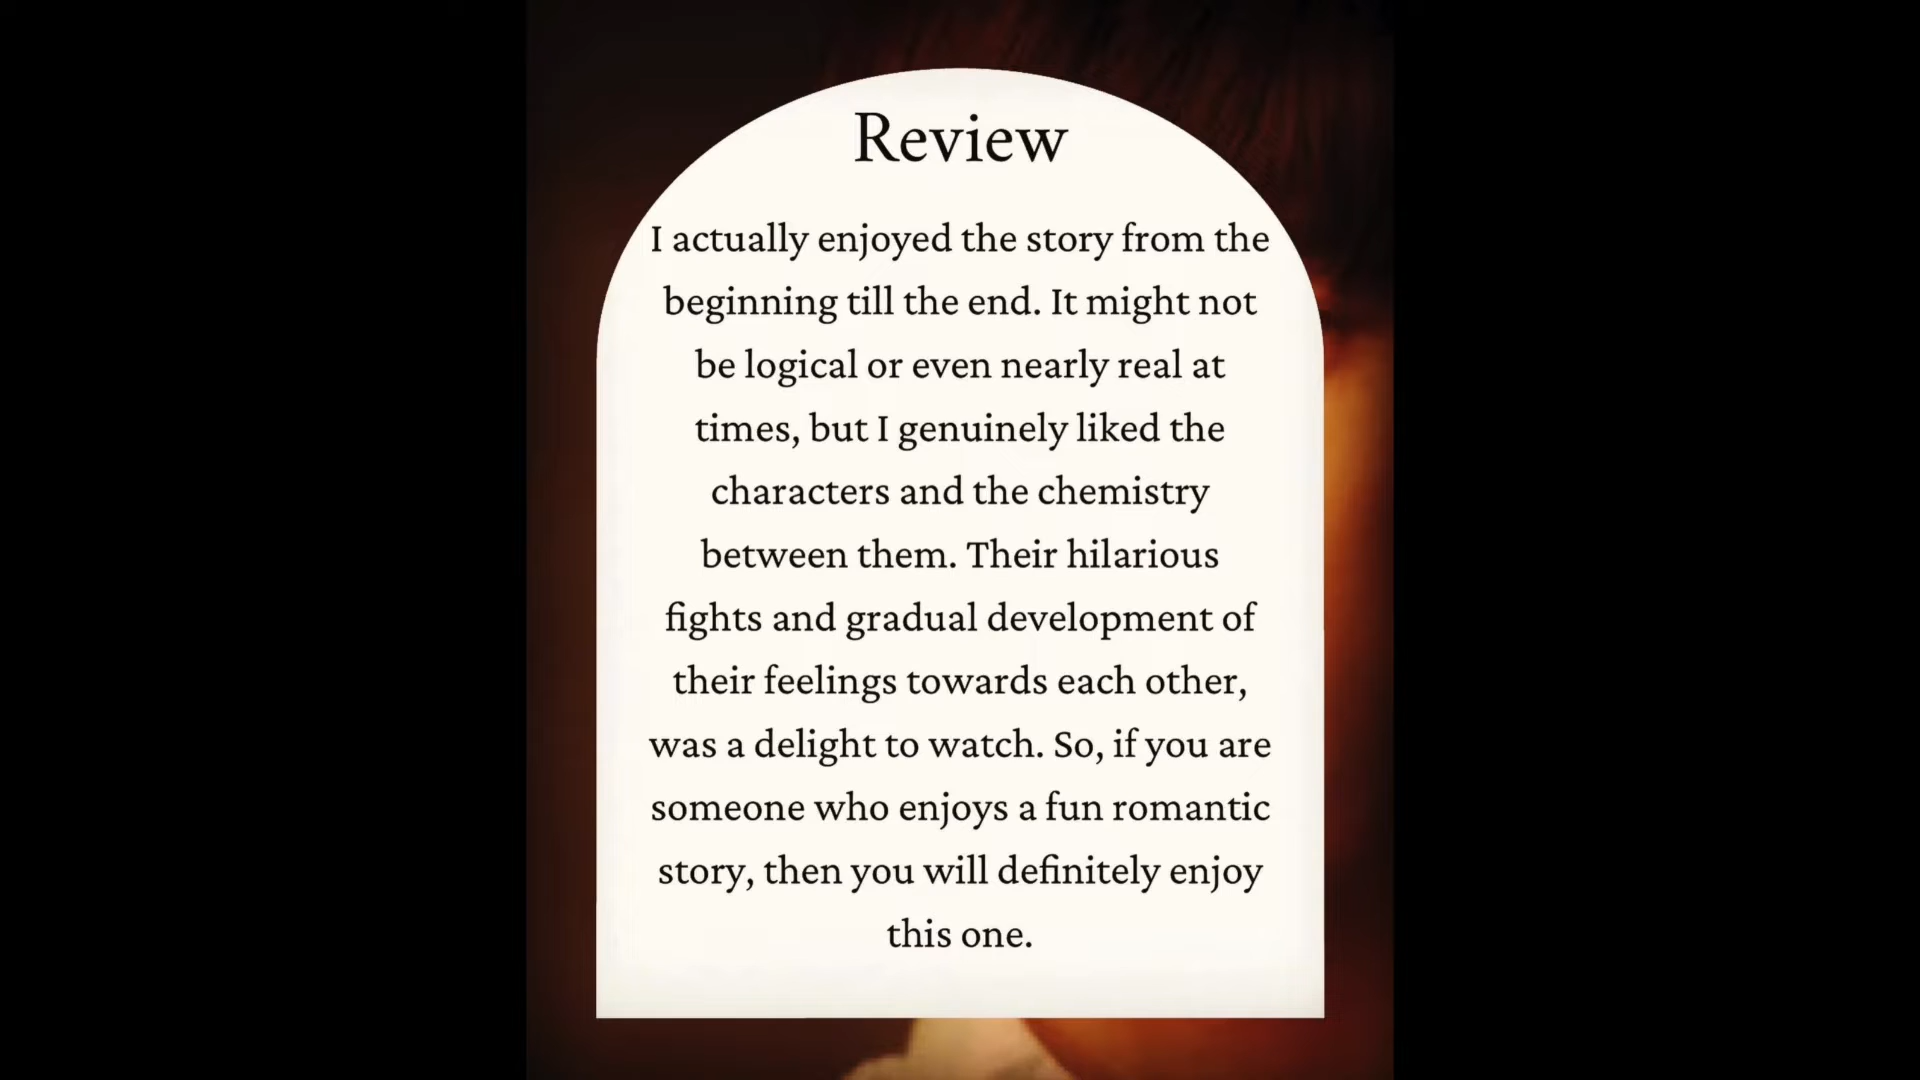 Review
I actually enjoyed the story from the
beginning till the end. It might not
be logical or even nearly real at
times, but I genuinely liked the
characters and the chemistry
between them. Their hilarious
fights and gradual development of
their feelings towards each other,
was a delight to watch. So, if you are
someone who enjoys a fun romantic
story, then you will definitely enjoy
this one.